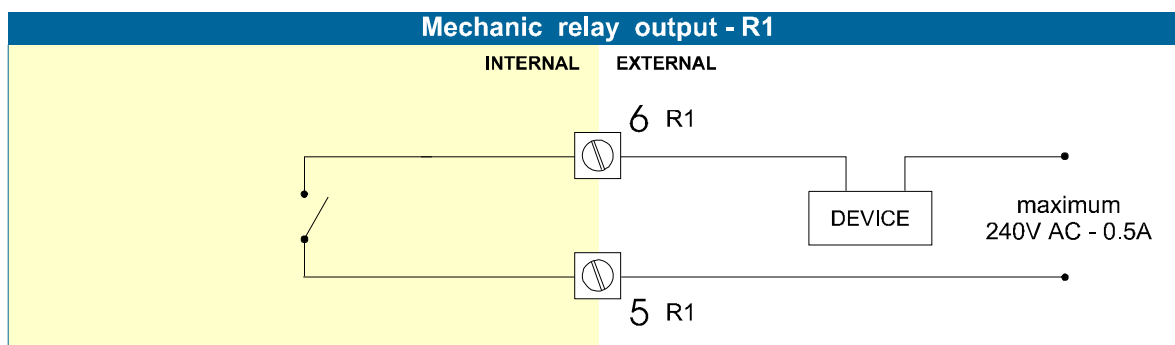 Mechanic relay output - R1
INTERNAL EXTERNAL
6 R1
DEVICE
maximum
240V AC - 0.5A
5 R1